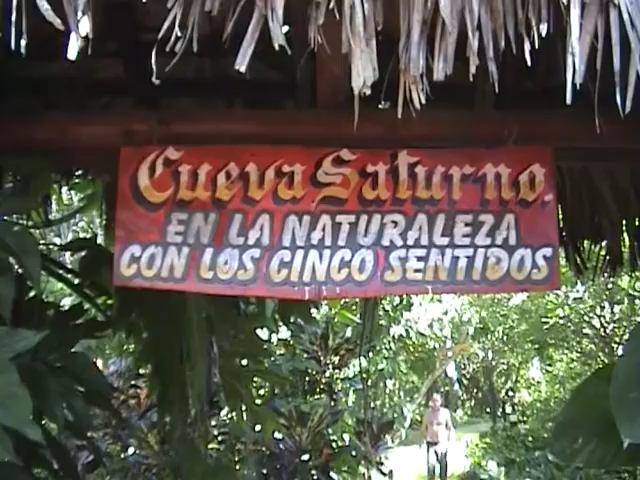 Cueva Saturno.
EN LA NATURALEZA
CON LOS CINCO SENTIDOS